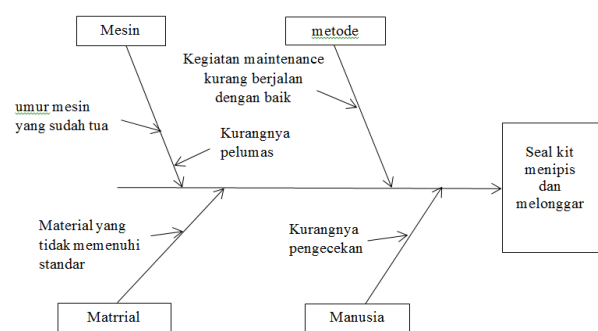 Mesin
metode
Kegiatan maintenance
kurang berjalan
dengan baik
umur mesin
yang sudah tua
Kurangnya
pelumas
Seal kit
menipis
dan
melonggar
Material yang
tidak memenuhi
standar
Kurangnya
pengecekan
Matrrial
Manusia